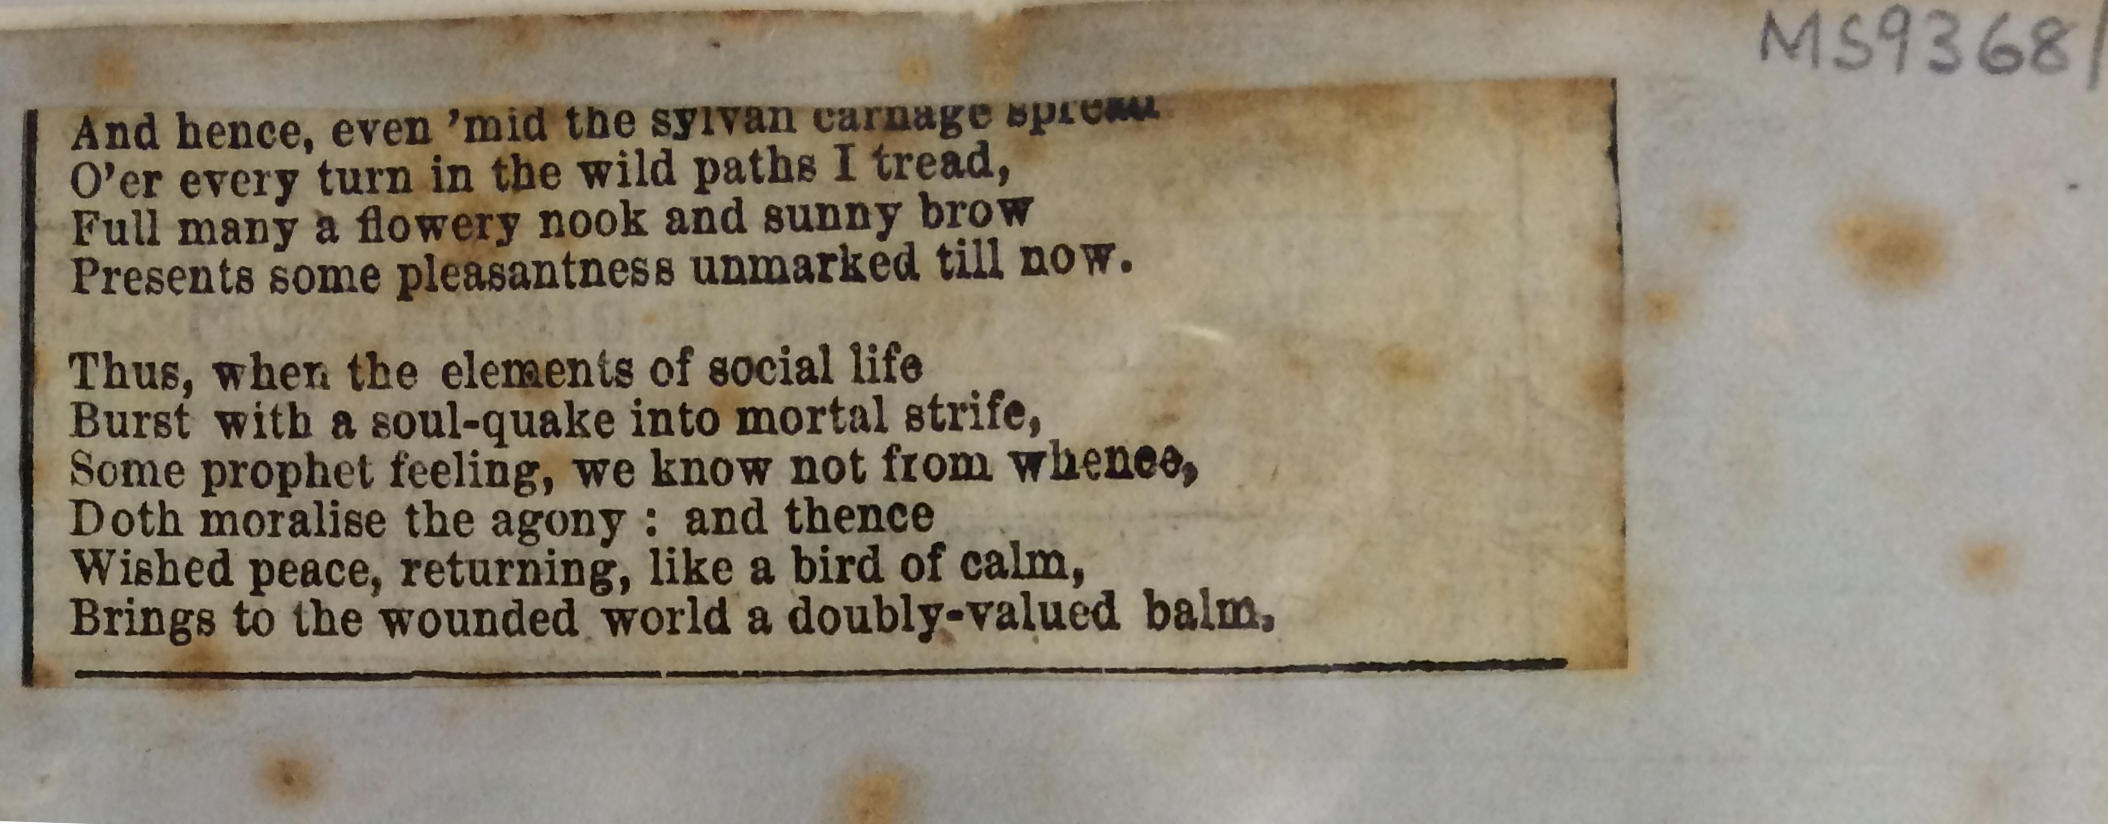 MS9368/
And hence, even 'mid the sylvan carnage spread
O'er every turn in the wild paths I tread,
Full many a flowery nook and sunny brow
Presents some pleasantness unmarked till now.
Thus, when the elements of social life
Burst with a soul-quake into mortal strife,
Some prophet feeling, we know not from whence,
Doth moralise the agony : and thence
Wished peace, returning, like a bird of calm,
Brings to the wounded world a doubly-valued balm.